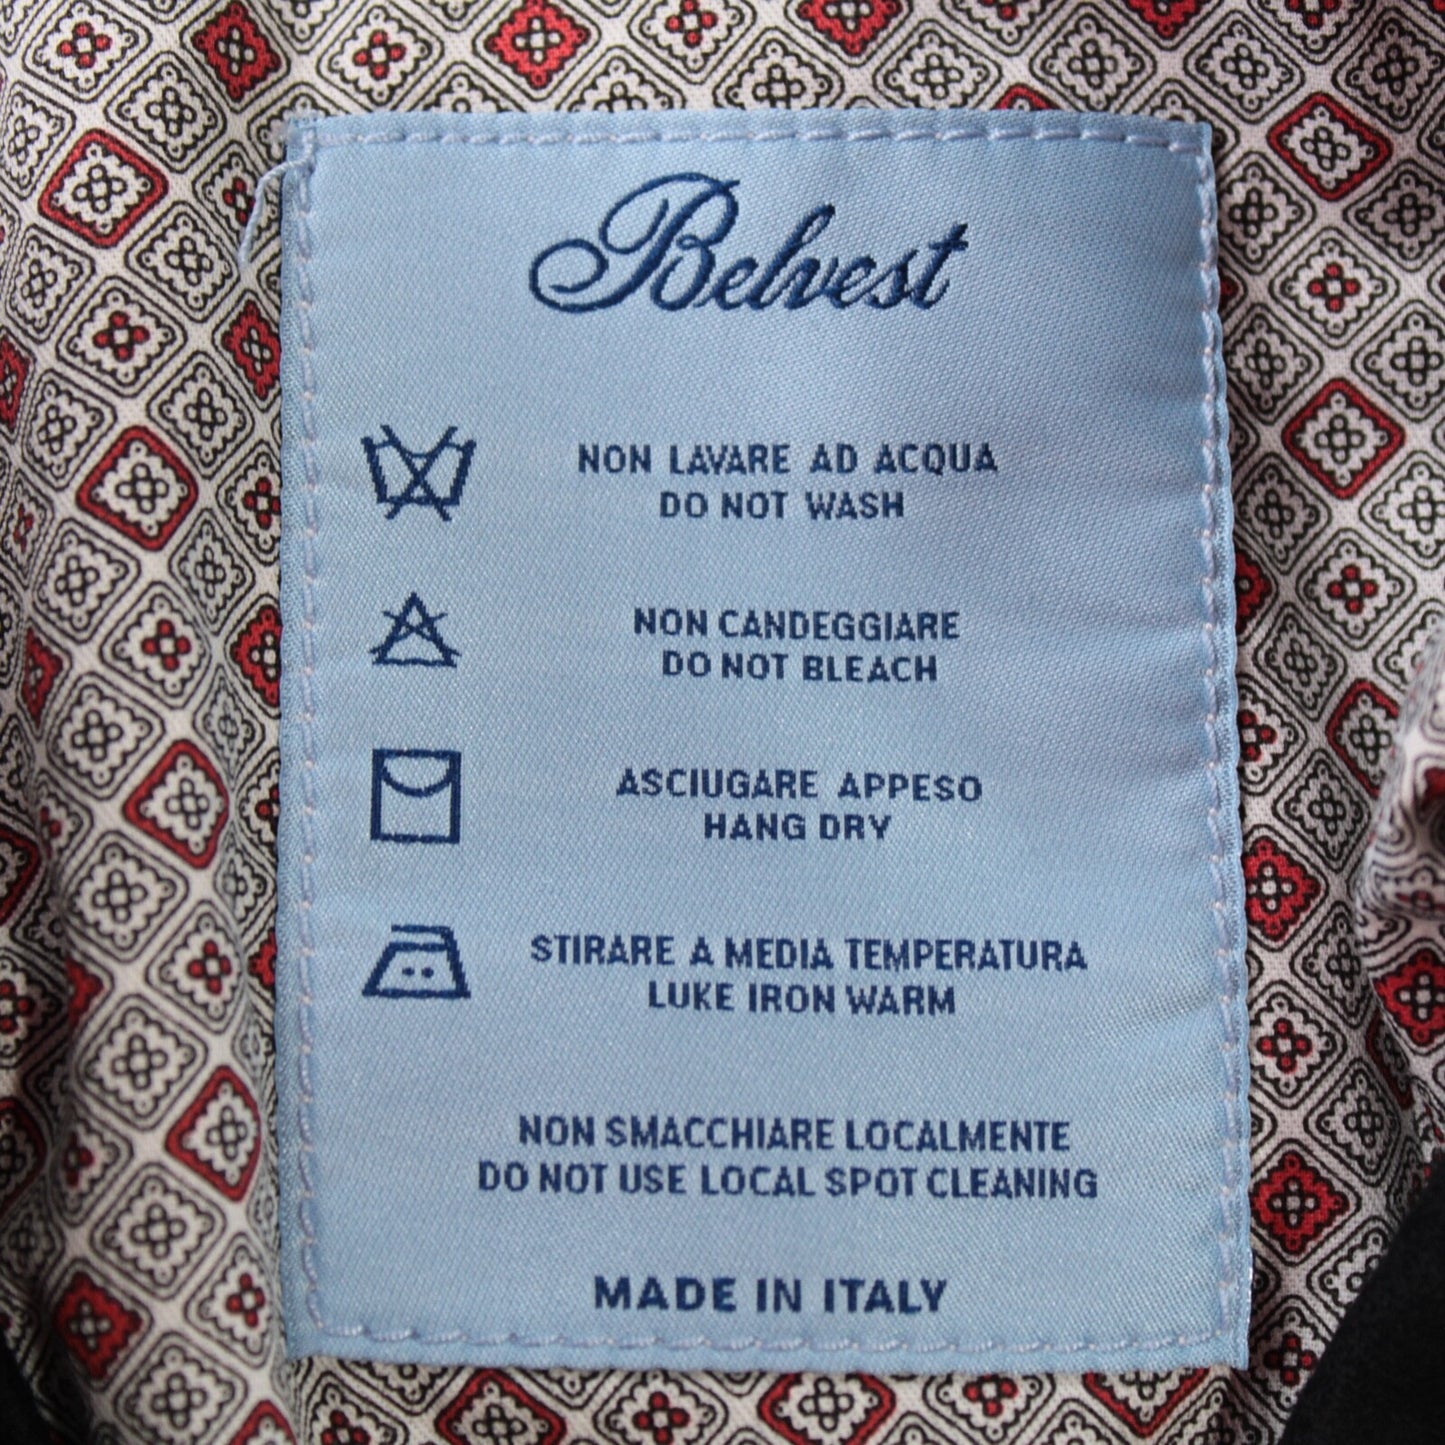 Belvest
NON LAVARE AD ACQUA
DO NOT WASH
NON CANDEGGIARE
DO NOT BLEACH
ASCIUGARE APPESO
HANG DRY
STIRARE A MEDIA TEMPERATURA
LUKE IRON WARM
NON SMACCHIARE LOCALMENTE
DO NOT USE LOCAL SPOT CLEANING
MADE IN ITALY